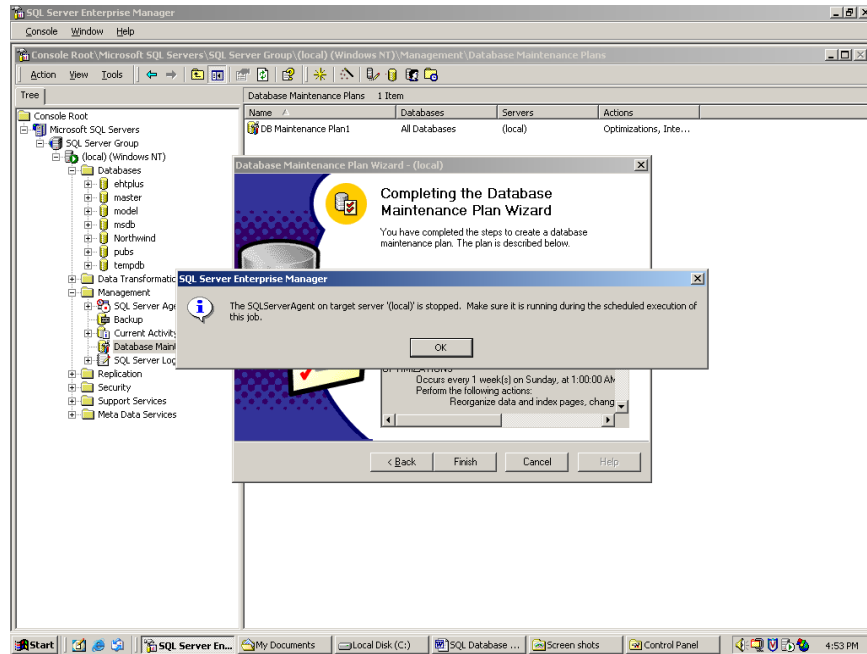 SQL Server Enterprise Manager
Console Window Help
Console Root\Microsoft SQL Servers\SQL Server Group\(local) (Windows NT)\Management\Database Maintenance Plans
Action View Tools
Tree
Database Maintenance Plans 1 Item
Name Databases Servers Actions
DB Maintenance Plan1 All Databases (local) Optimizations, Inte...
Console Root
Microsoft SQL Servers
SQL Server Group
(local) (Windows NT)
Databases
ehtplus
master
model
msdb
Northwind
pubs
tempdb
Data Transformatio
Management
SQL Server Age
Backup
Current Activity
Database Maint
SQL Server Log
Replication
Security
Support Services
Meta Data Services
Database Maintenance Plan Wizard - (local)
Completing the Database
Maintenance Plan Wizard
You have completed the steps to create a database
maintenance plan. The plan is described below.
SQL Server Enterprise Manager
The SQLServerAgent on target server '(local)' is stopped. Make sure it is running during the scheduled execution of
this job.
OK
OPTIMIZATIONS
Occurs every 1 week(s) on Sunday, at 1:00:00 AM
Perform the following actions:
Reorganize data and index pages, chang
< Back Finish Cancel Help
Start SQL Server En... My Documents Local Disk (C:) SQL Database ... Screen shots Control Panel 4:53 PM